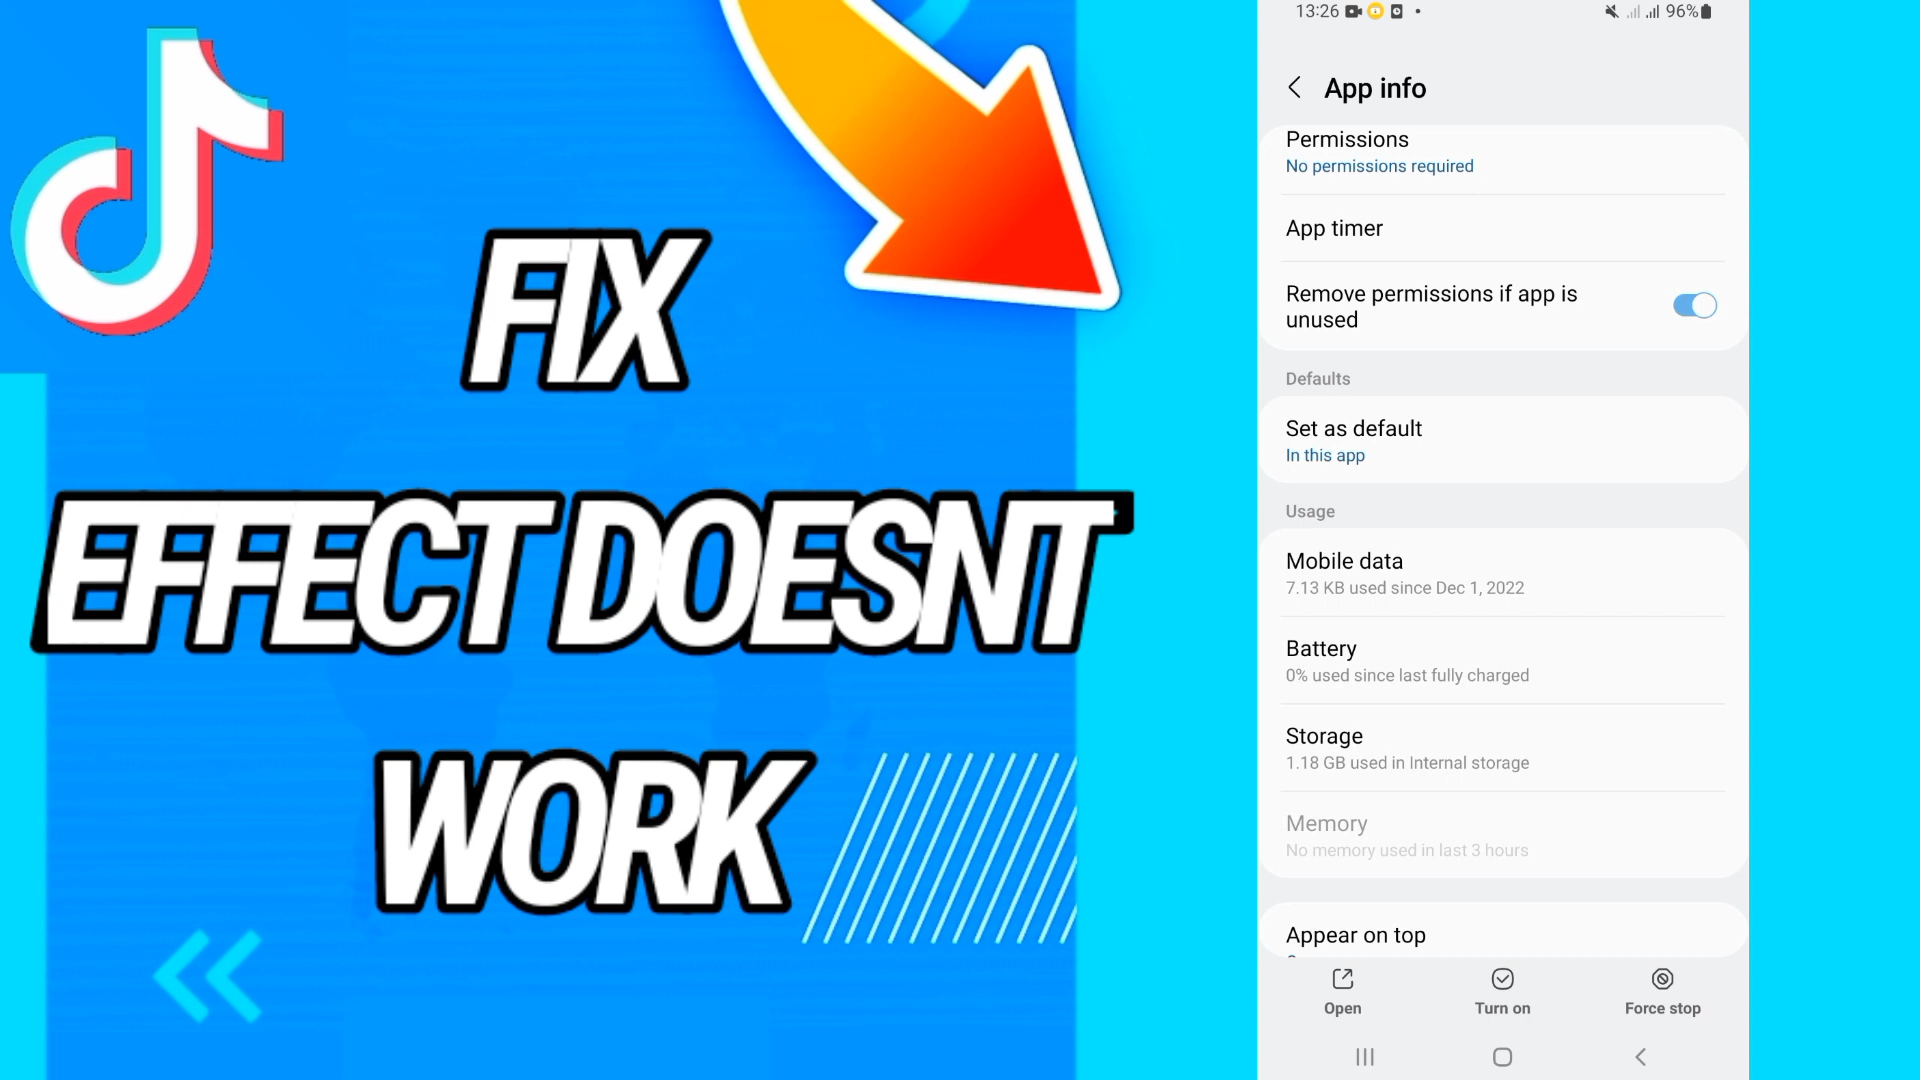 FIX
EFFECT DOESNT
WORK
13:26
96%
App info
Permissions
No permissions required
App timer
Remove permissions if app is
unused
Defaults
Set as default
In this app
Usage
Mobile data
7.13 KB used since Dec 1, 2022
Battery
0% used since last fully charged
Storage
1.18 GB used in Internal storage
Memory
No memory used in last 3 hours
Appear on top
Open
Turn on
Force stop